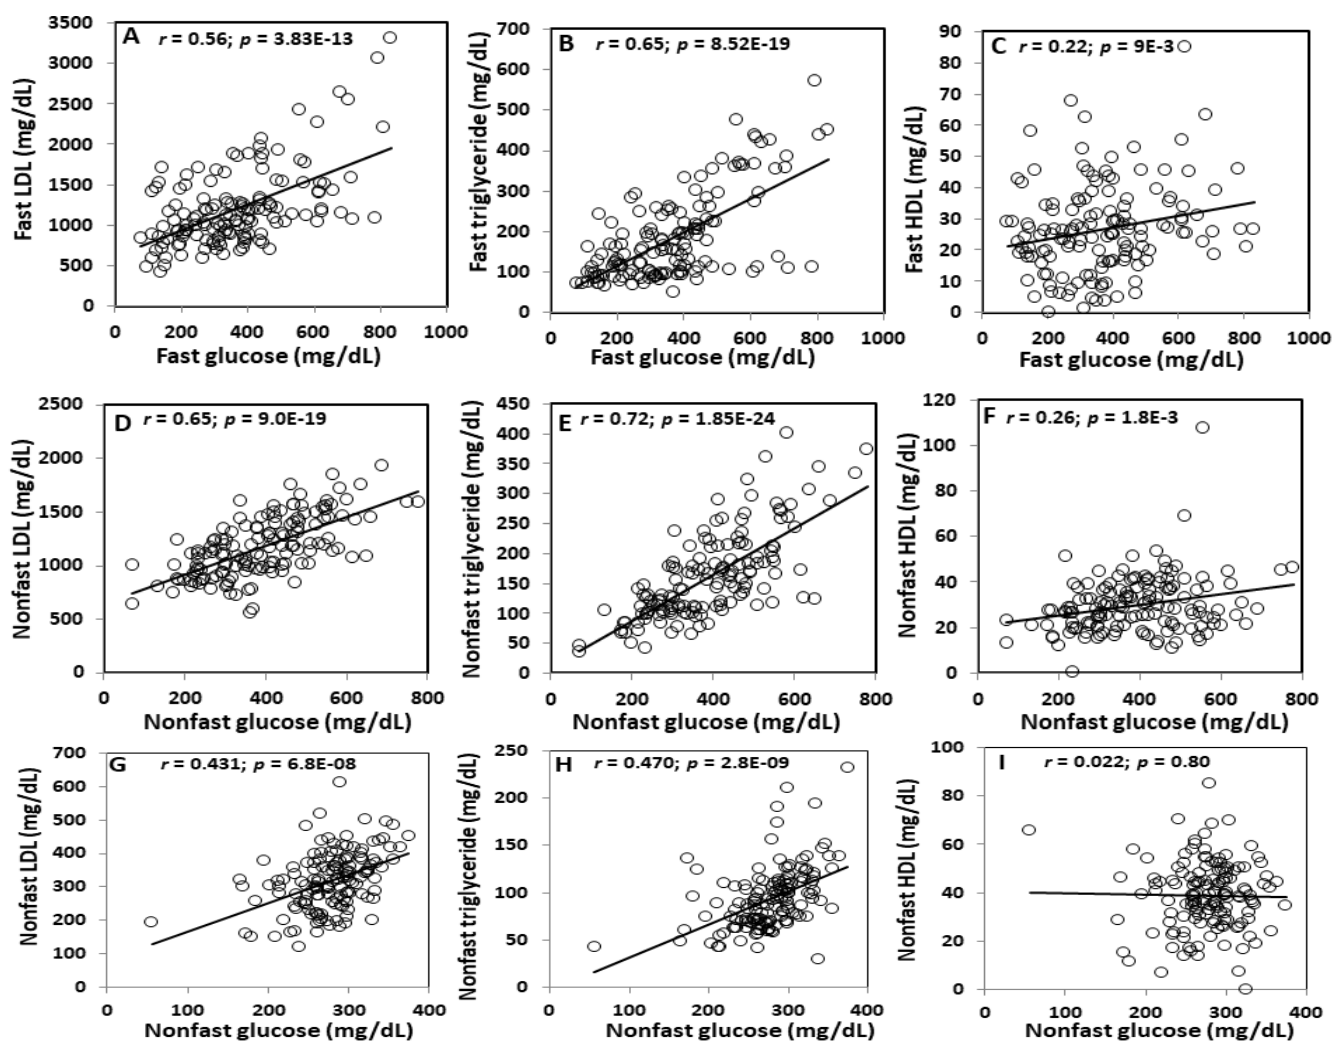 A r = 0.56; p = 3.83E-13
Fast LDL (mg/dL)
3500
3000
2500
2000
1500
1000
500
0
0 200 400 600 800 1000
Fast glucose (mg/dL)
B r = 0.65; p = 8.52E-19
Fast triglyceride (mg/dL)
700
600
500
400
300
200
100
0
0 200 400 600 800 1000
Fast glucose (mg/dL)
C r = 0.22; p = 9E-3
Fast HDL (mg/dL)
90
80
70
60
50
40
30
20
10
0
0 200 400 600 800 1000
Fast glucose (mg/dL)
D r = 0.65; p = 9.0E-19
Nonfast LDL (mg/dL)
2500
2000
1500
1000
500
0
0 200 400 600 800
Nonfast glucose (mg/dL)
E r = 0.72; p = 1.85E-24
Nonfast triglyceride (mg/dL)
450
400
350
300
250
200
150
100
50
0
0 200 400 600 800
Nonfast glucose (mg/dL)
F r = 0.26; p = 1.8E-3
Nonfast HDL (mg/dL)
120
100
80
60
40
20
0
0 200 400 600 800
Nonfast glucose (mg/dL)
G r = 0.431; p = 6.8E-08
Nonfast LDL (mg/dL)
700
600
500
400
300
200
100
0
0 100 200 300 400
Nonfast glucose (mg/dL)
H r = 0.470; p = 2.8E-09
Nonfast triglyceride (mg/dL)
250
200
150
100
50
0
0 100 200 300 400
Nonfast glucose (mg/dL)
I r = 0.022; p = 0.80
Nonfast HDL (mg/dL)
100
80
60
40
20
0
0 100 200 300 400
Nonfast glucose (mg/dL)